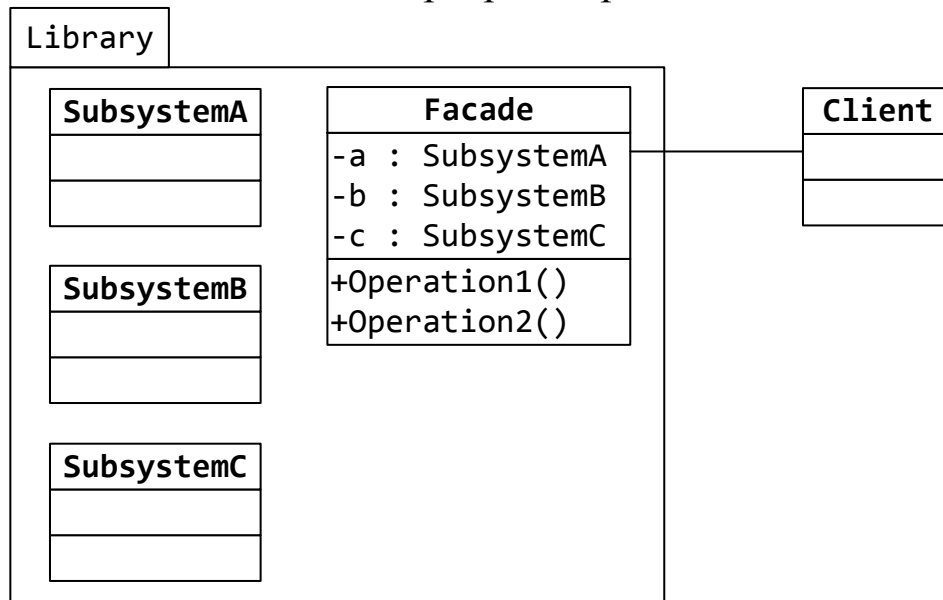 Library
SubsystemA
SubsystemB
SubsystemC
Facade
-a : SubsystemA
-b : SubsystemB
-c : SubsystemC
+Operation1()
+Operation2()
Client